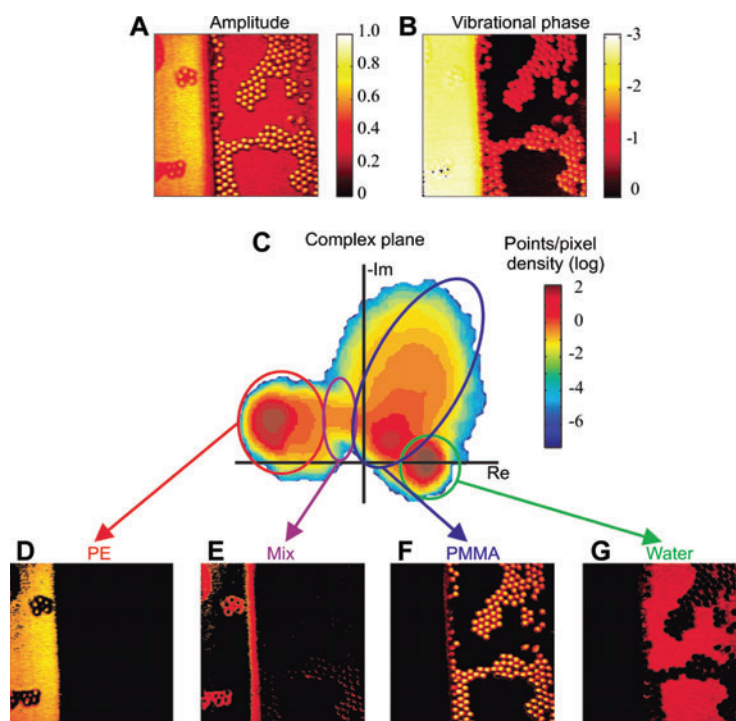 A Amplitude
1.0
0.8
0.6
0.4
0.2
0
B Vibrational phase
-3
-2
-1
0
C Complex plane
-Im
Re
Points/pixel
density (log)
2
0
-2
-4
-6
D PE
E Mix
F PMMA
G Water